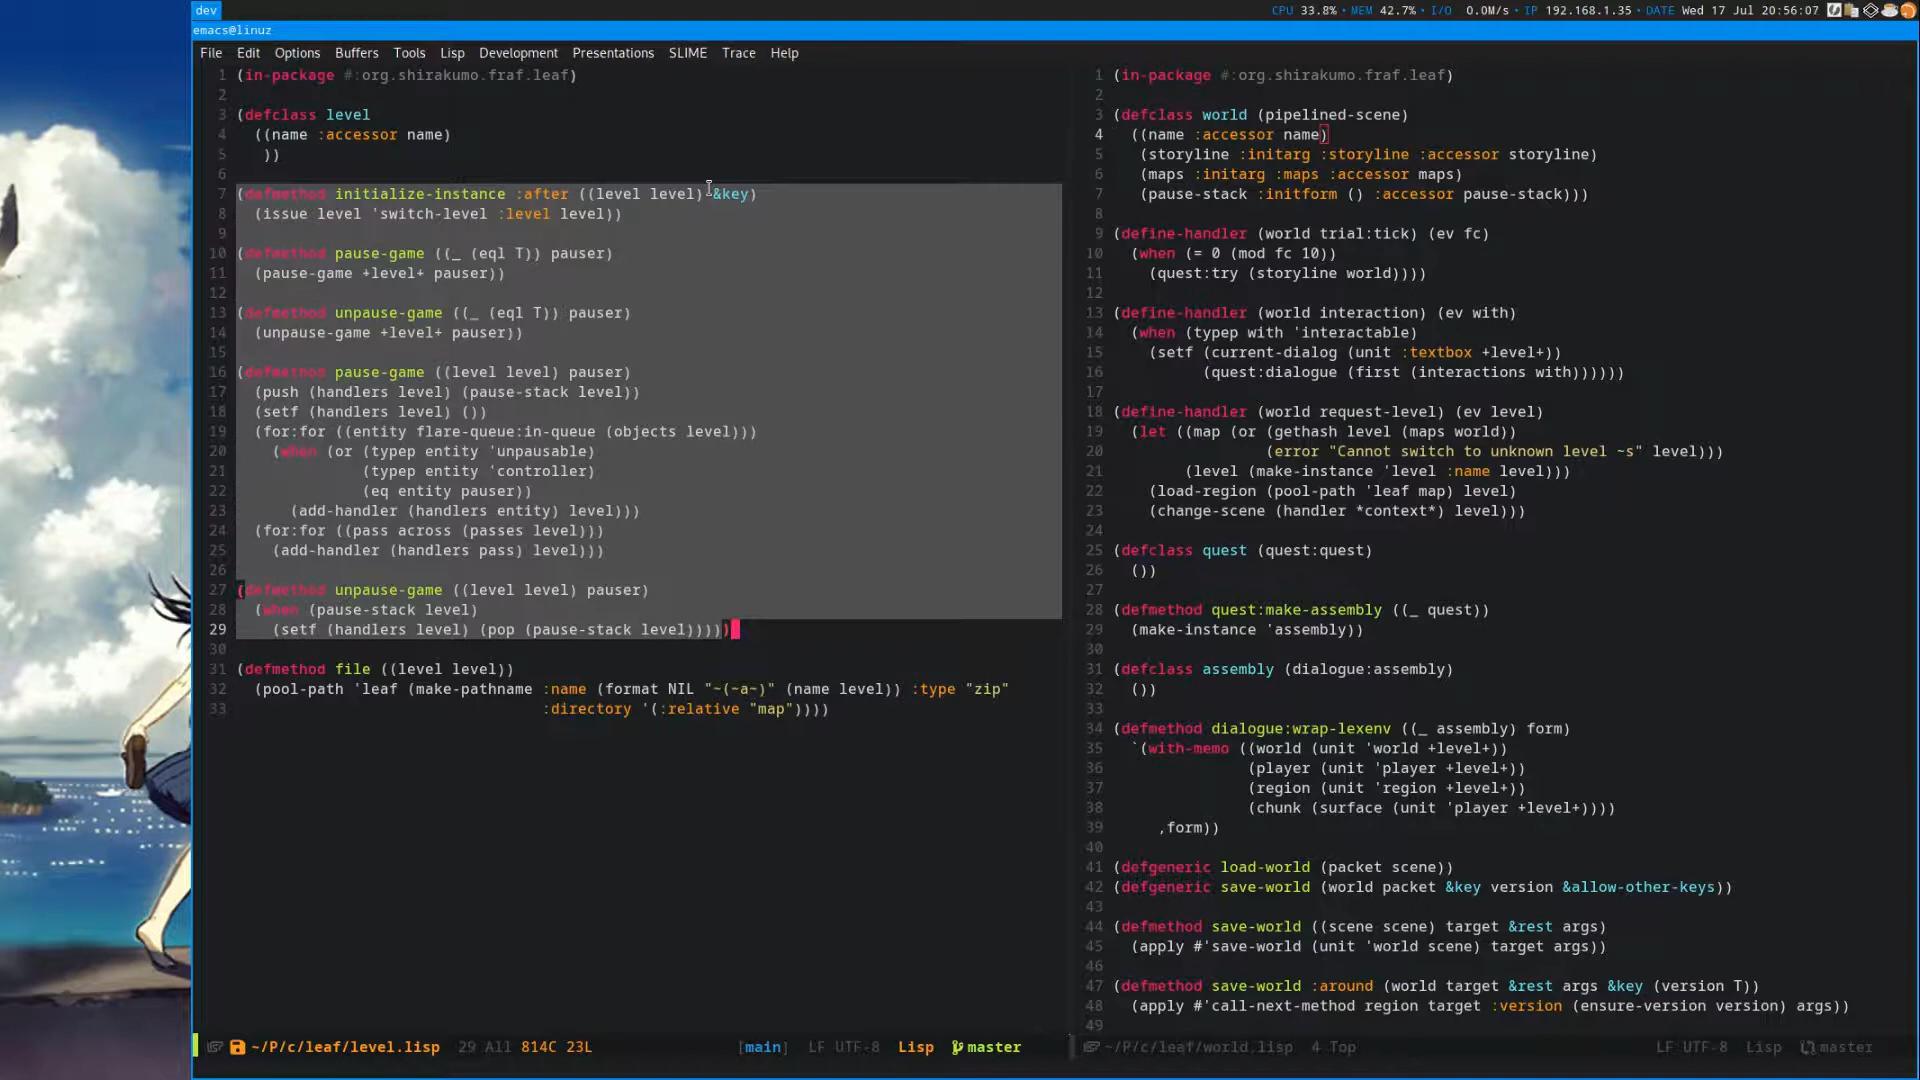 dev
CPU 33.8% • MEM 42.7% • I/O 0.0M/s • IP 192.168.1.35 • DATE Wed 17 Jul 20:56:07
emacs@linuz
File Edit Options Buffers Tools Lisp Development Presentations SLIME Trace Help
1 (in-package #:org.shirakumo.fraf.leaf)
2
3 (defclass level
4   ((name :accessor name)
5    ))
6
7 (defmethod initialize-instance :after ((level level) &key)
8   (issue level 'switch-level :level level))
9
10 (defmethod pause-game ((_ (eql T)) pauser)
11   (pause-game +level+ pauser))
12
13 (defmethod unpause-game ((_ (eql T)) pauser)
14   (unpause-game +level+ pauser))
15
16 (defmethod pause-game ((level level) pauser)
17   (push (handlers level) (pause-stack level))
18   (setf (handlers level) ())
19   (for:for ((entity flare-queue:in-queue (objects level)))
20     (when (or (typep entity 'unpausable)
21               (typep entity 'controller)
22               (eq entity pauser))
23       (add-handler (handlers entity) level)))
24   (for:for ((pass across (passes level)))
25     (add-handler (handlers pass) level)))
26
27 (defmethod unpause-game ((level level) pauser)
28   (when (pause-stack level)
29     (setf (handlers level) (pop (pause-stack level)))))
30
31 (defmethod file ((level level))
32   (pool-path 'leaf (make-pathname :name (format NIL "~(~a~)" (name level)) :type "zip"
33                                   :directory '(:relative "map"))))
~/P/c/leaf/level.lisp 29 All 814C 23L [main] LF UTF-8 Lisp master
1 (in-package #:org.shirakumo.fraf.leaf)
2
3 (defclass world (pipelined-scene)
4   ((name :accessor name)
5    (storyline :initarg :storyline :accessor storyline)
6    (maps :initarg :maps :accessor maps)
7    (pause-stack :initform () :accessor pause-stack)))
8
9 (define-handler (world trial:tick) (ev fc)
10   (when (= 0 (mod fc 10))
11     (quest:try (storyline world))))
12
13 (define-handler (world interaction) (ev with)
14   (when (typep with 'interactable)
15     (setf (current-dialog (unit :textbox +level+))
16           (quest:dialogue (first (interactions with))))))
17
18 (define-handler (world request-level) (ev level)
19   (let ((map (or (gethash level (maps world))
20                  (error "Cannot switch to unknown level ~s" level)))
21         (level (make-instance 'level :name level)))
22     (load-region (pool-path 'leaf map) level)
23     (change-scene (handler *context*) level)))
24
25 (defclass quest (quest:quest)
26   ())
27
28 (defmethod quest:make-assembly ((_ quest))
29   (make-instance 'assembly))
30
31 (defclass assembly (dialogue:assembly)
32   ())
33
34 (defmethod dialogue:wrap-lexenv ((_ assembly) form)
35   `(with-memo ((world (unit 'world +level+))
36                (player (unit 'player +level+))
37                (region (unit 'region +level+))
38                (chunk (surface (unit 'player +level+))))
39      ,form))
40
41 (defgeneric load-world (packet scene))
42 (defgeneric save-world (world packet &key version &allow-other-keys))
43
44 (defmethod save-world ((scene scene) target &rest args)
45   (apply #'save-world (unit 'world scene) target args))
46
47 (defmethod save-world :around (world target &rest args &key (version T))
48   (apply #'call-next-method region target :version (ensure-version version) args))
49
~/P/c/leaf/world.lisp 4 Top LF UTF-8 Lisp master